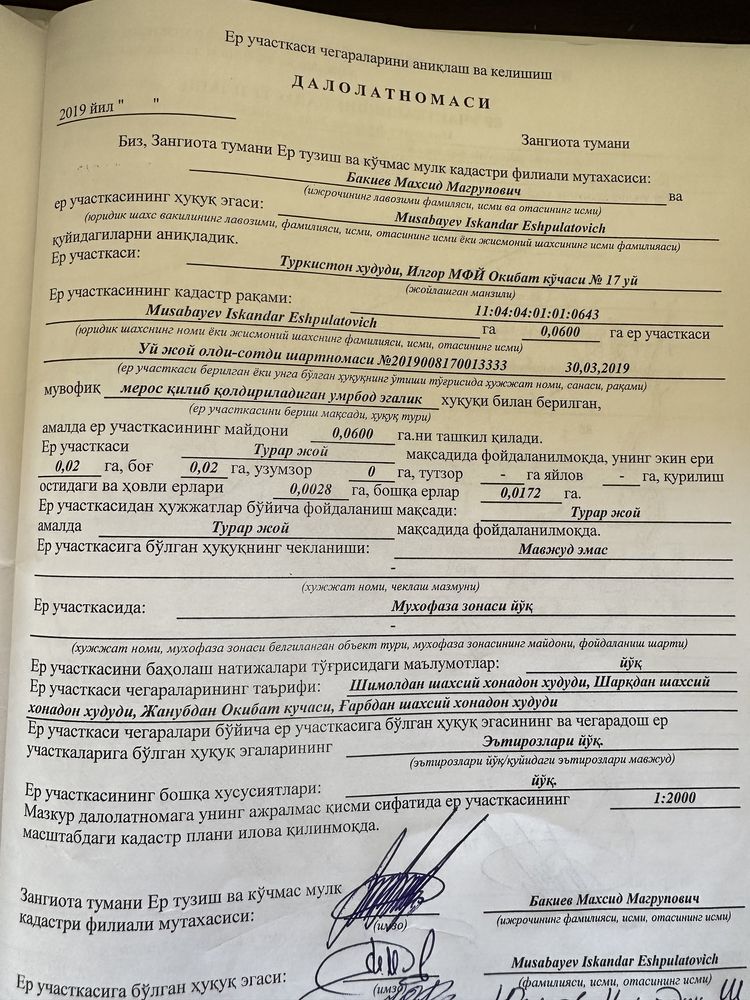 Ер участкаси чегараларини аниқлаш ва келишиш
ДАЛОЛАТНОМАСИ
2019 йил " "
Зангиота тумани
Биз, Зангиота тумани Ер тузиш ва кўчмас мулк кадастри филиали мутахасиси:
Бакиев Махсид Магрупович ва
(ижрочининг лавозими фамилияси, исми ва отасининг исми)
ер участкасининг ҳуқуқ эгаси: Musabayev Iskandar Eshpulatovich
(юридик шахс вакилининг лавозими, фамилияси, исми, отасининг исми ёки жисмоний шахсининг исми фамилияаси)
қуйидагиларни аниқладик.
Ер участкаси: Туркистон худуди, Илгор МФЙ Окибат кўчаси № 17 уй
(жойлашган манзили)
Ер участкасининг кадастр рақами: 11:04:04:01:01:0643
Musabayev Iskandar Eshpulatovich га 0,0600 га ер участкаси
(юридик шахснинг номи ёки жисмоний шахснинг фамилияси, исми, отасининг исми)
Уй жой олди-сотди шартномаси №2019008170013333 30,03,2019
(ер участкаси берилган ёки унга бўлган ҳуқуқнинг ўтиши тўғрисида хужжат номи, санаси, рақами)
мувофиқ мерос қилиб қолдириладиган умрбод эгалик ҳуқуқи билан берилган,
(ер участкасини бериш мақсади, ҳуқуқ тури)
амалда ер участкасининг майдони 0,0600 га.ни ташкил қилади.
Ер участкаси Турар жой мақсадида фойдаланилмоқда, унинг экин ери
0,02 га, боғ 0,02 га, узумзор 0 га, тутзор - га яйлов - га, қурилиш
остидаги ва ҳовли ерлари 0,0028 га, бошқа ерлар 0,0172 га.
Ер участкасидан ҳужжатлар бўйича фойдаланиш мақсади: Турар жой
амалда Турар жой мақсадида фойдаланилмоқда.
Ер участкасига бўлган ҳуқуқнинг чекланиши: Мавжуд эмас
-
(хужжат номи, чеклаш мазмуни)
Ер участкасида: Мухофаза зонаси йўқ
-
(хужжат номи, мухофаза зонаси белгиланган объект тури, мухофаза зонасининг майдони, фойдаланиш шарти)
Ер участкасини баҳолаш натижалари тўғрисидаги маълумотлар: йўқ
Ер участкаси чегараларининг таърифи: Шимолдан шахсий хонадон худуди, Шарқдан шахсий
хонадон худуди, Жанубдан Окибат кучаси, Ғарбдан шахсий хонадон худуди
Ер участкаси чегаралари бўйича ер участкасига бўлган ҳуқуқ эгасининг ва чегарадош ер
участкаларига бўлган ҳуқуқ эгаларининг Эътирозлари йўқ.
(эътирозлари йўқ/қуйидаги эътирозлари мавжуд)
Ер участкасининг бошқа хусусиятлари: йўқ.
Мазкур далолатномага унинг ажралмас қисми сифатида ер участкасининг 1:2000
масштабдаги кадастр плани илова қилинмоқда.
Зангиота тумани Ер тузиш ва кўчмас мулк
кадастри филиали мутахасиси: Бакиев Махсид Магрупович
(имзо) (ижрочининг фамилияси, исми, отасининг исми)
Ер участкасига бўлган ҳуқуқ эгаси: Musabayev Iskandar Eshpulatovich
(имзо) (фамилияси, исми, отасининг исми)